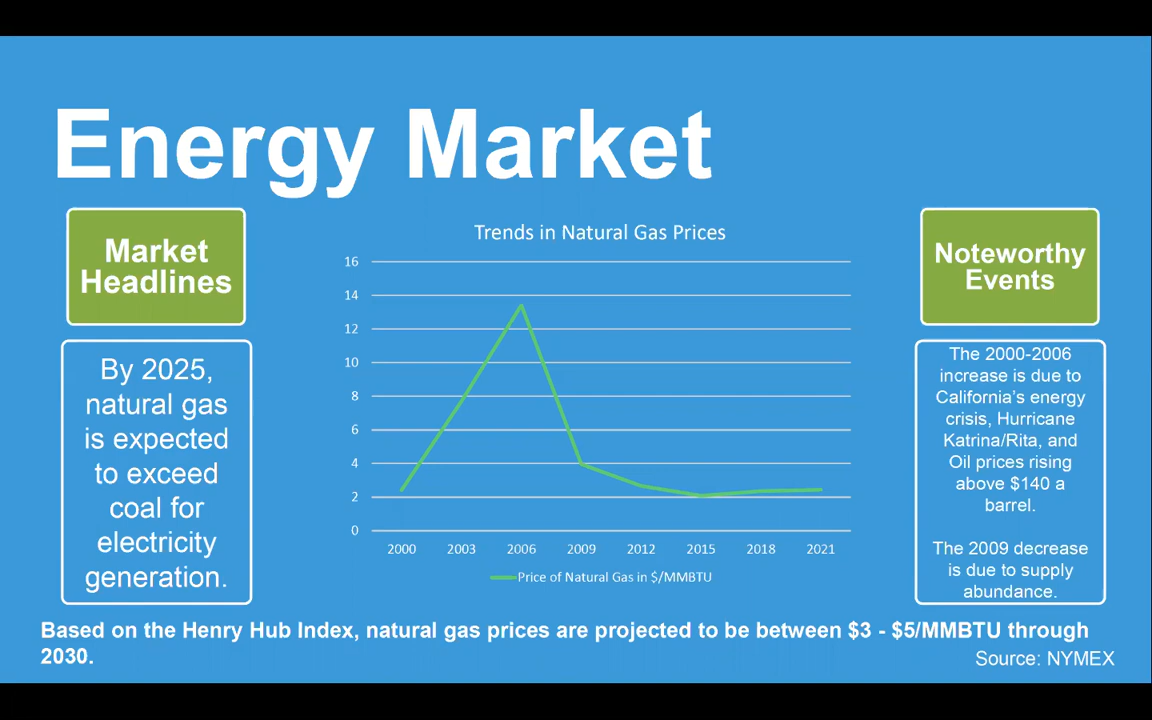 Energy Market
Market
Headlines
By 2025,
natural gas
is expected
to exceed
coal for
electricity
generation.
Trends in Natural Gas Prices
16
14
12
10
8
6
4
2
0
2000 2003 2006 2009 2012 2015 2018 2021
Price of Natural Gas in $/MMBTU
Noteworthy
Events
The 2000-2006
increase is due to
California’s energy
crisis, Hurricane
Katrina/Rita, and
Oil prices rising
above $140 a
barrel.
The 2009 decrease
is due to supply
abundance.
Based on the Henry Hub Index, natural gas prices are projected to be between $3 - $5/MMBTU through
2030.
Source: NYMEX